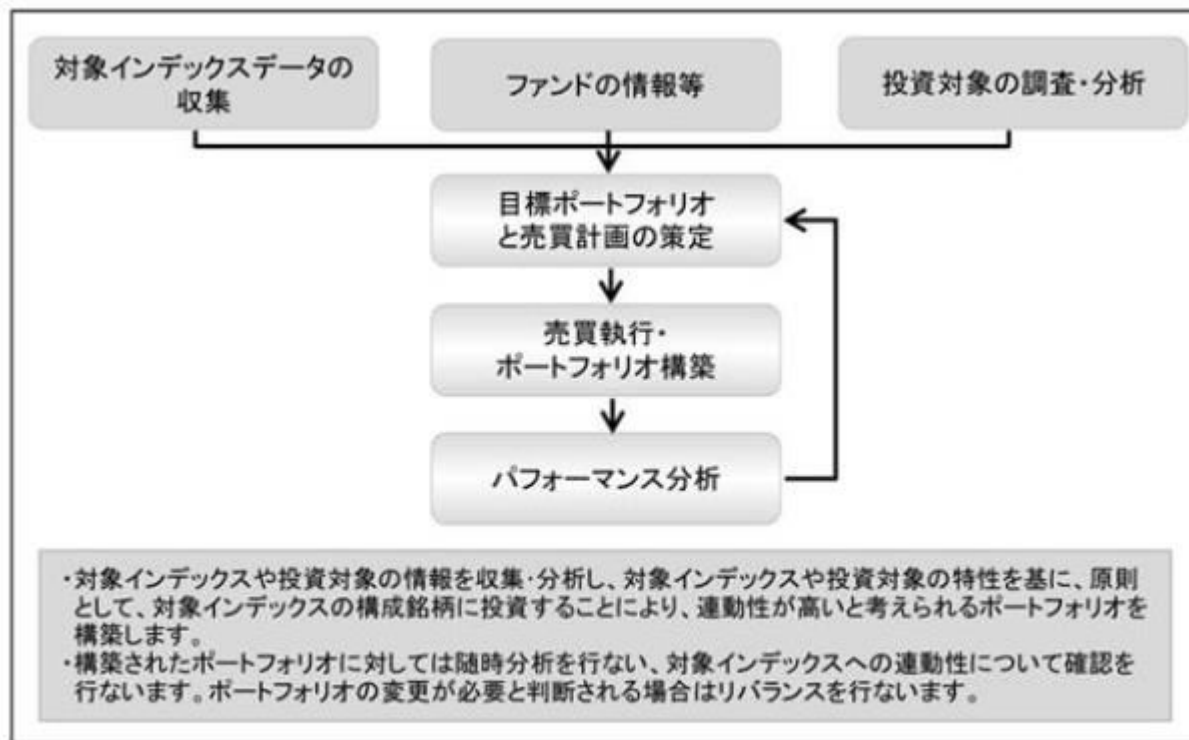 対象インデックスデータの
収集
ファンドの情報等
投資対象の調査・分析
目標ポートフォリオ
と売買計画の策定
売買執行・
ポートフォリオ構築
パフォーマンス分析
・対象インデックスや投資対象の情報を収集・分析し、対象インデックスや投資対象の特性を基に、原則
として、対象インデックスの構成銘柄に投資することにより、連動性が高いと考えられるポートフォリオを
構築します。
・構築されたポートフォリオに対しては随時分析を行ない、対象インデックスへの連動性について確認を
行ないます。ポートフォリオの変更が必要と判断される場合はリバランスを行ないます。